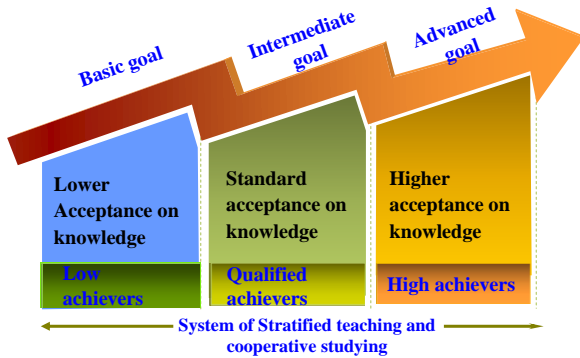 Basic goal
Intermediate
goal
Advanced
goal
Lower
Acceptance on
knowledge
Standard
acceptance on
knowledge
Higher
acceptance on
knowledge
Low
achievers
Qualified
achievers
High achievers
System of Stratified teaching and
cooperative studying